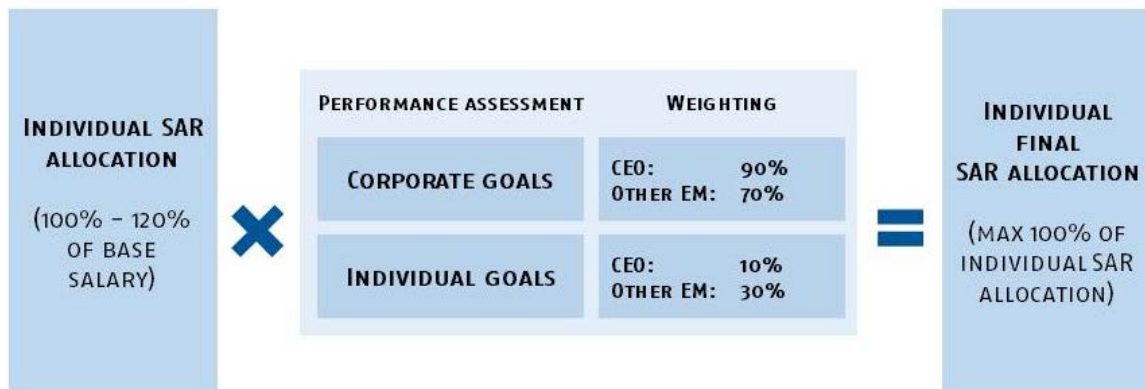 INDIVIDUAL SAR
ALLOCATION
(100% – 120%
OF BASE
SALARY)
PERFORMANCE ASSESSMENT
WEIGHTING
CORPORATE GOALS
CEO: 90%
OTHER EM: 70%
INDIVIDUAL GOALS
CEO: 10%
OTHER EM: 30%
INDIVIDUAL
FINAL
SAR ALLOCATION
(MAX 100% OF
INDIVIDUAL SAR
ALLOCATION)